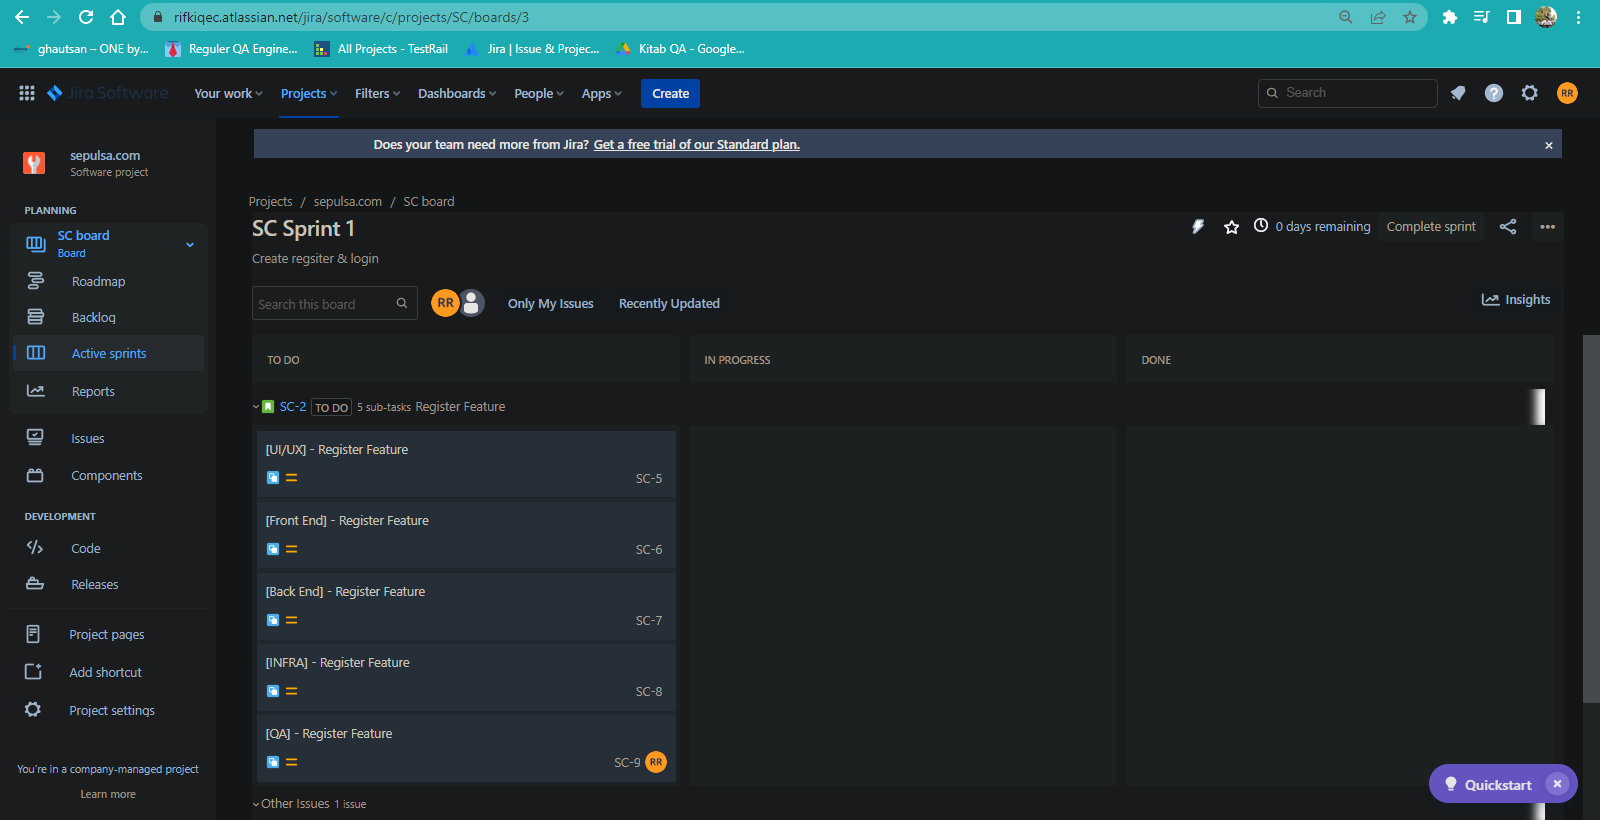 rifkiqec.atlassian.net/jira/software/c/projects/SC/boards/3
ghautsan – ONE by...
Reguler QA Engine...
All Projects - TestRail
Jira | Issue & Projec...
Kitab QA - Google...
Jira Software
Your work
Projects
Filters
Dashboards
People
Apps
Create
Search
RR
sepulsa.com
Software project
PLANNING
SC board
Board
Roadmap
Backlog
Active sprints
Reports
Issues
Components
DEVELOPMENT
Code
Releases
Project pages
Add shortcut
Project settings
You're in a company-managed project
Learn more
Does your team need more from Jira? Get a free trial of our Standard plan.
Projects / sepulsa.com / SC board
SC Sprint 1
0 days remaining
Complete sprint
Create regsiter & login
Search this board
RR
Only My Issues
Recently Updated
Insights
TO DO
IN PROGRESS
DONE
SC-2 TO DO 5 sub-tasks Register Feature
[UI/UX] - Register Feature
SC-5
[Front End] - Register Feature
SC-6
[Back End] - Register Feature
SC-7
[INFRA] - Register Feature
SC-8
[QA] - Register Feature
SC-9 RR
Other Issues 1 issue
Quickstart